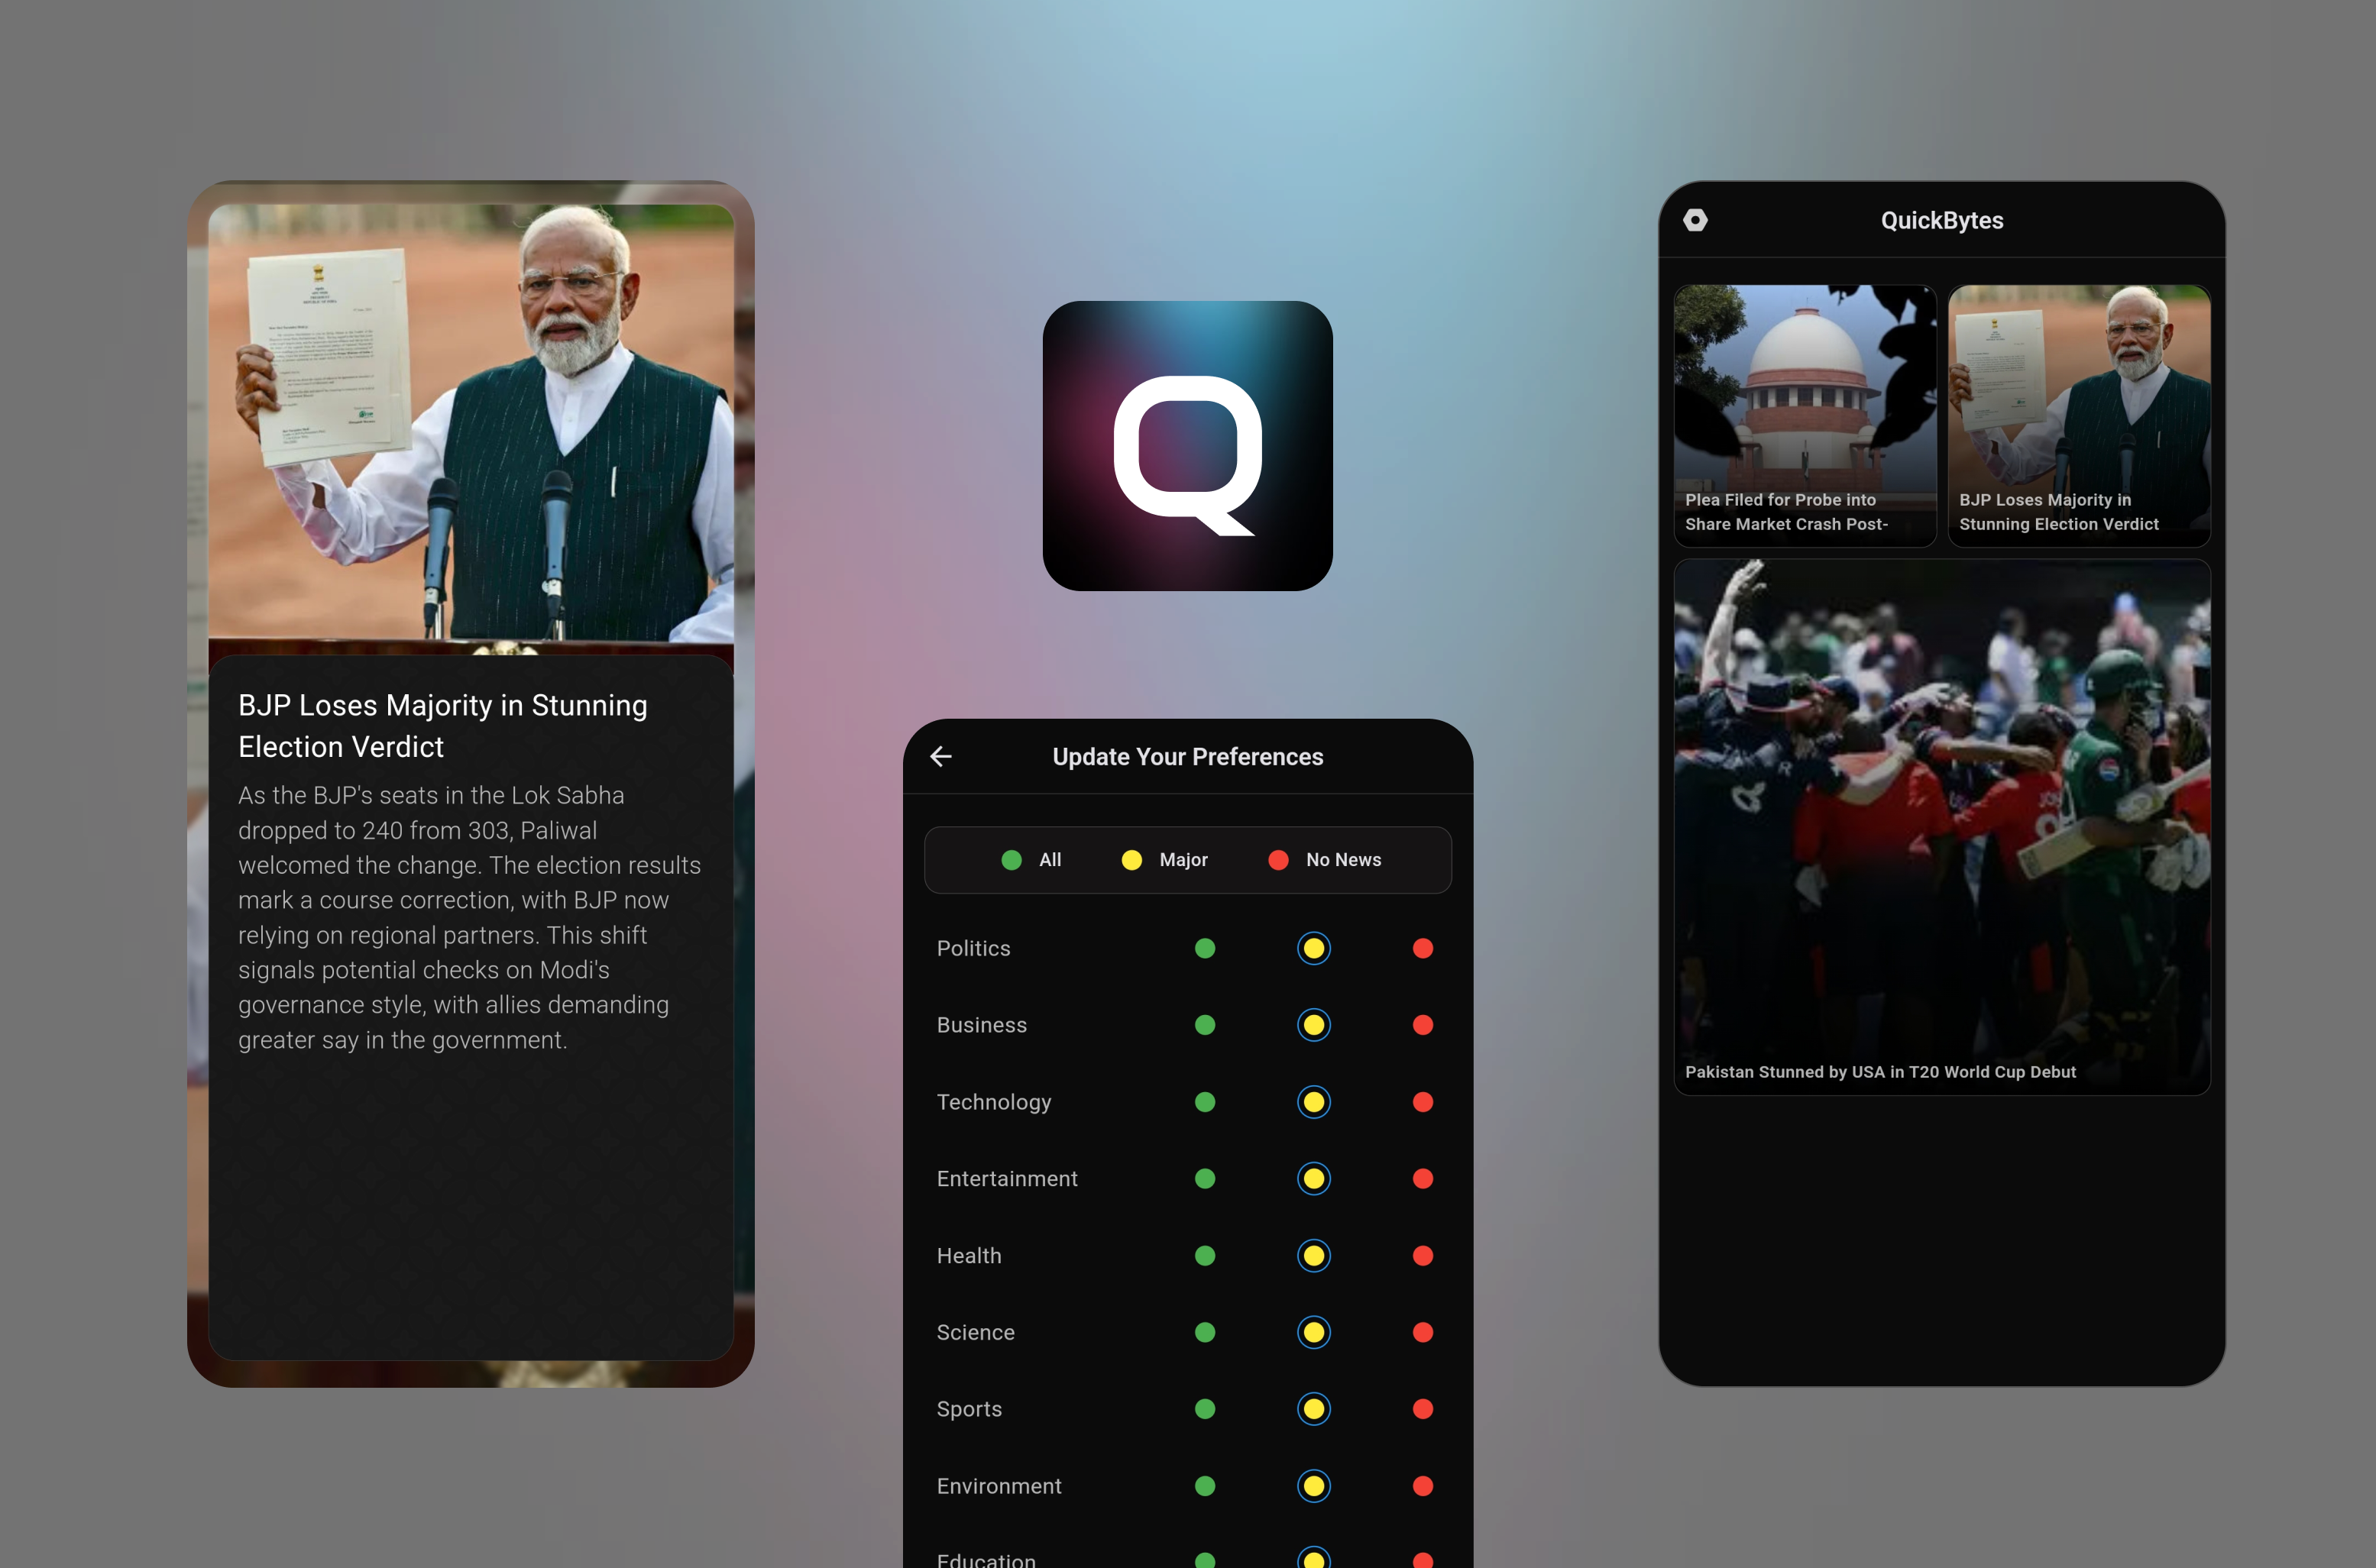 BJP Loses Majority in Stunning
Election Verdict
As the BJP's seats in the Lok Sabha
dropped to 240 from 303, Paliwal
welcomed the change. The election results
mark a course correction, with BJP now
relying on regional partners. This shift
signals potential checks on Modi's
governance style, with allies demanding
greater say in the government.
Q
Update Your Preferences
All Major No News
Politics
Business
Technology
Entertainment
Health
Science
Sports
Environment
Education
QuickBytes
Plea Filed for Probe into
Share Market Crash Post-
BJP Loses Majority in
Stunning Election Verdict
Pakistan Stunned by USA in T20 World Cup Debut